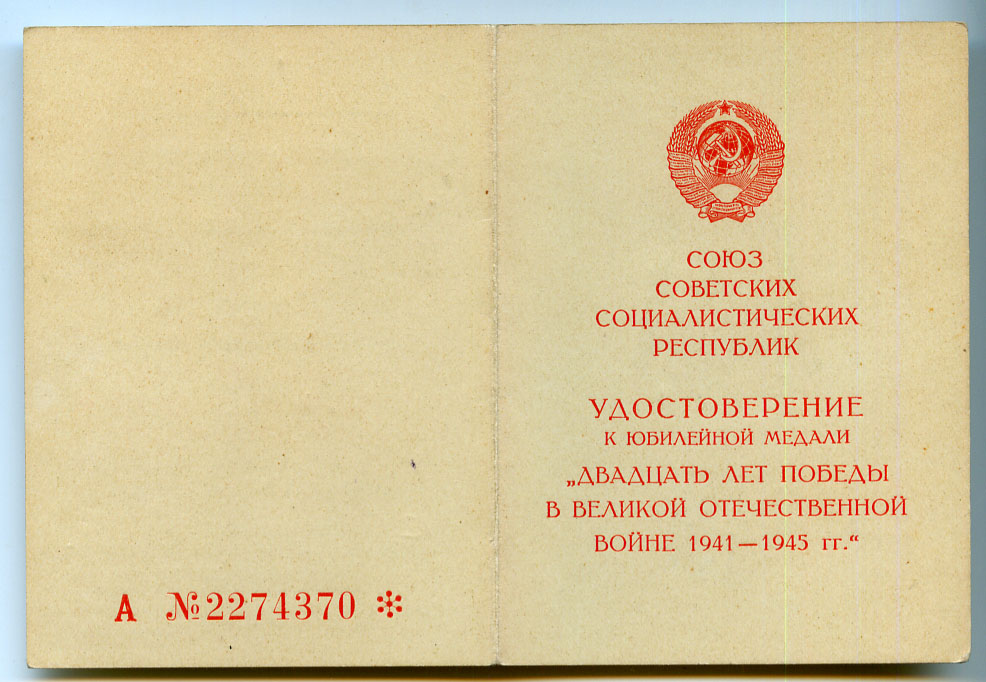 А №2274370
СОЮЗ
СОВЕТСКИХ
СОЦИАЛИСТИЧЕСКИХ
РЕСПУБЛИК
УДОСТОВЕРЕНИЕ
К ЮБИЛЕЙНОЙ МЕДАЛИ
„ДВАДЦАТЬ ЛЕТ ПОБЕДЫ
В ВЕЛИКОЙ ОТЕЧЕСТВЕННОЙ
ВОЙНЕ 1941—1945 гг.“